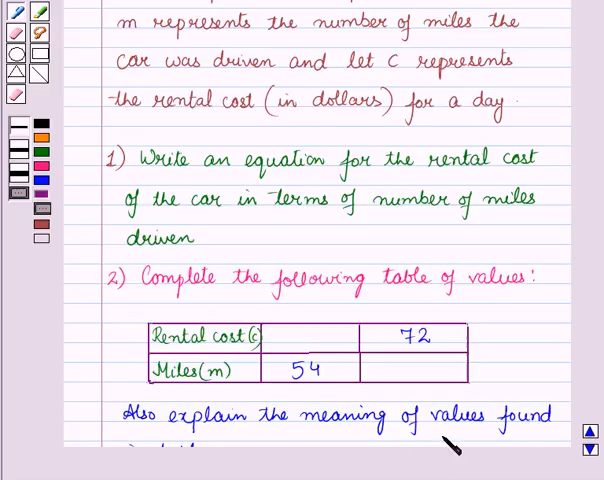 m represents the number of miles the
car was driven and let C represents
the rental cost (in dollars) for a day.
1) Write an equation for the rental cost
of the car in terms of number of miles
driven
2) Complete the following table of values:
Rental cost (c) 72
Miles (m) 54
Also explain the meaning of values found